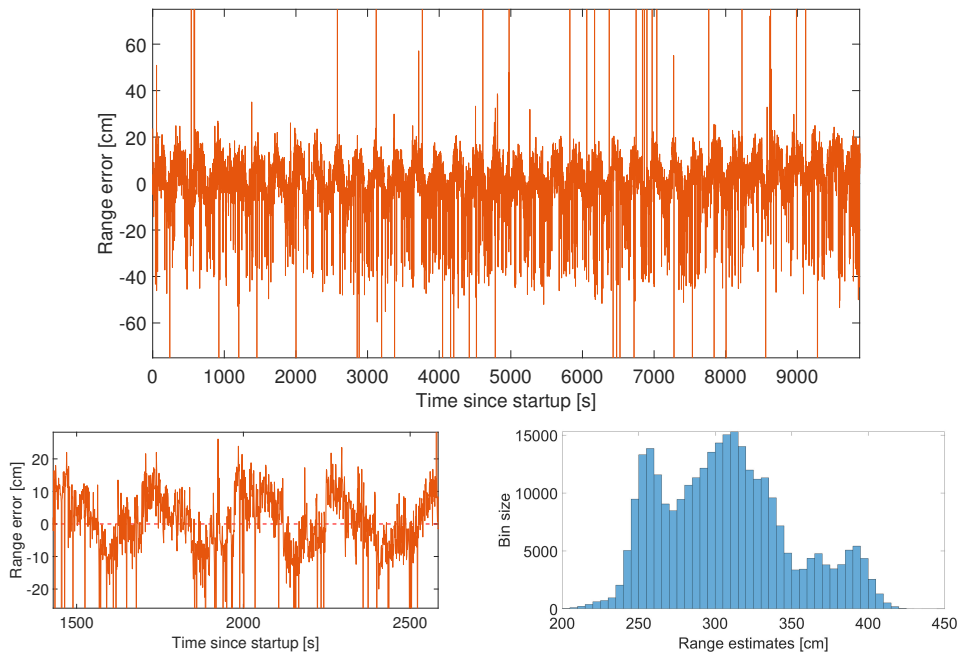 60
40
20
0
-20
-40
-60
Range error [cm]
0 1000 2000 3000 4000 5000 6000 7000 8000 9000
Time since startup [s]
20
10
0
-10
-20
Range error [cm]
1500 2000 2500
Time since startup [s]
15000
10000
5000
0
Bin size
200 250 300 350 400 450
Range estimates [cm]